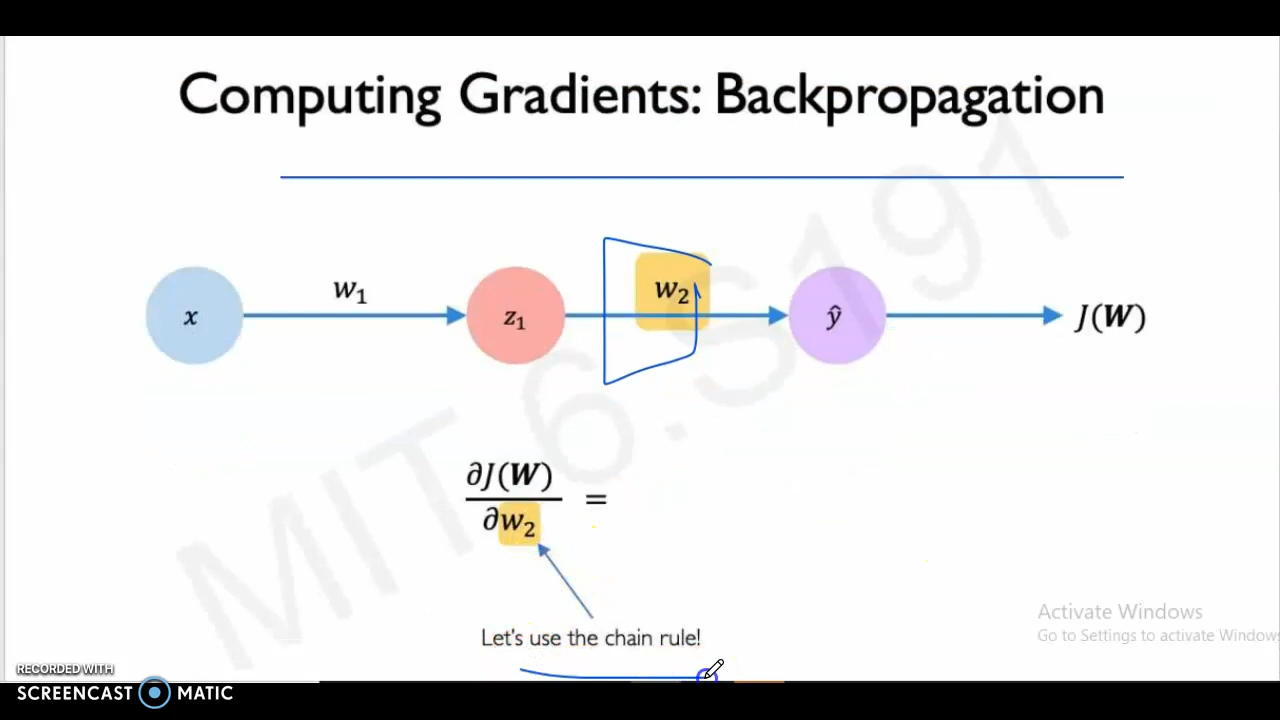 Computing Gradients: Backpropagation
MIT 6.S191
x w₁ z₁ w₂ ŷ J(W)
∂J(W)
∂w₂ =
Let's use the chain rule!
Activate Windows
Go to Settings to activate Windows
RECORDED WITH
SCREENCAST MATIC